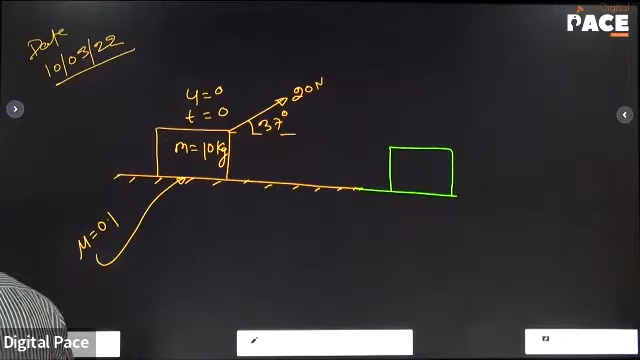 Digital
PACE
Date
10/03/22
u=0
t=0
20N
37°
m=10kg
μ=0.1
Digital Pace